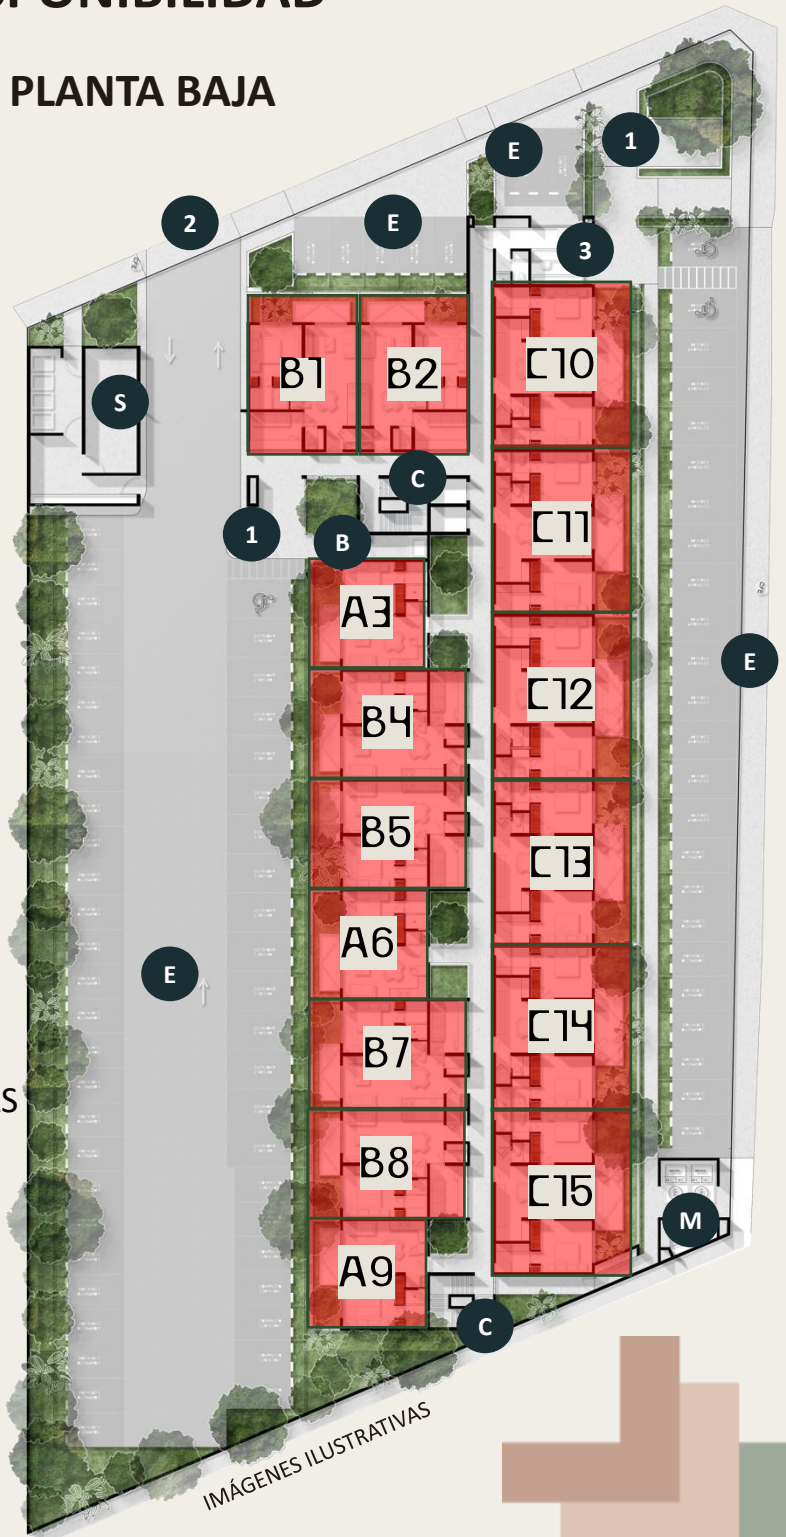 PONIBILIDAD
PLANTA BAJA
1
E
2
E
3
B1
B2
C10
S
C
1
B
C11
A3
E
C12
B4
B5
C13
A6
E
C14
B7
S
B8
C15
M
A9
C
IMÁGENES ILUSTRATIVAS